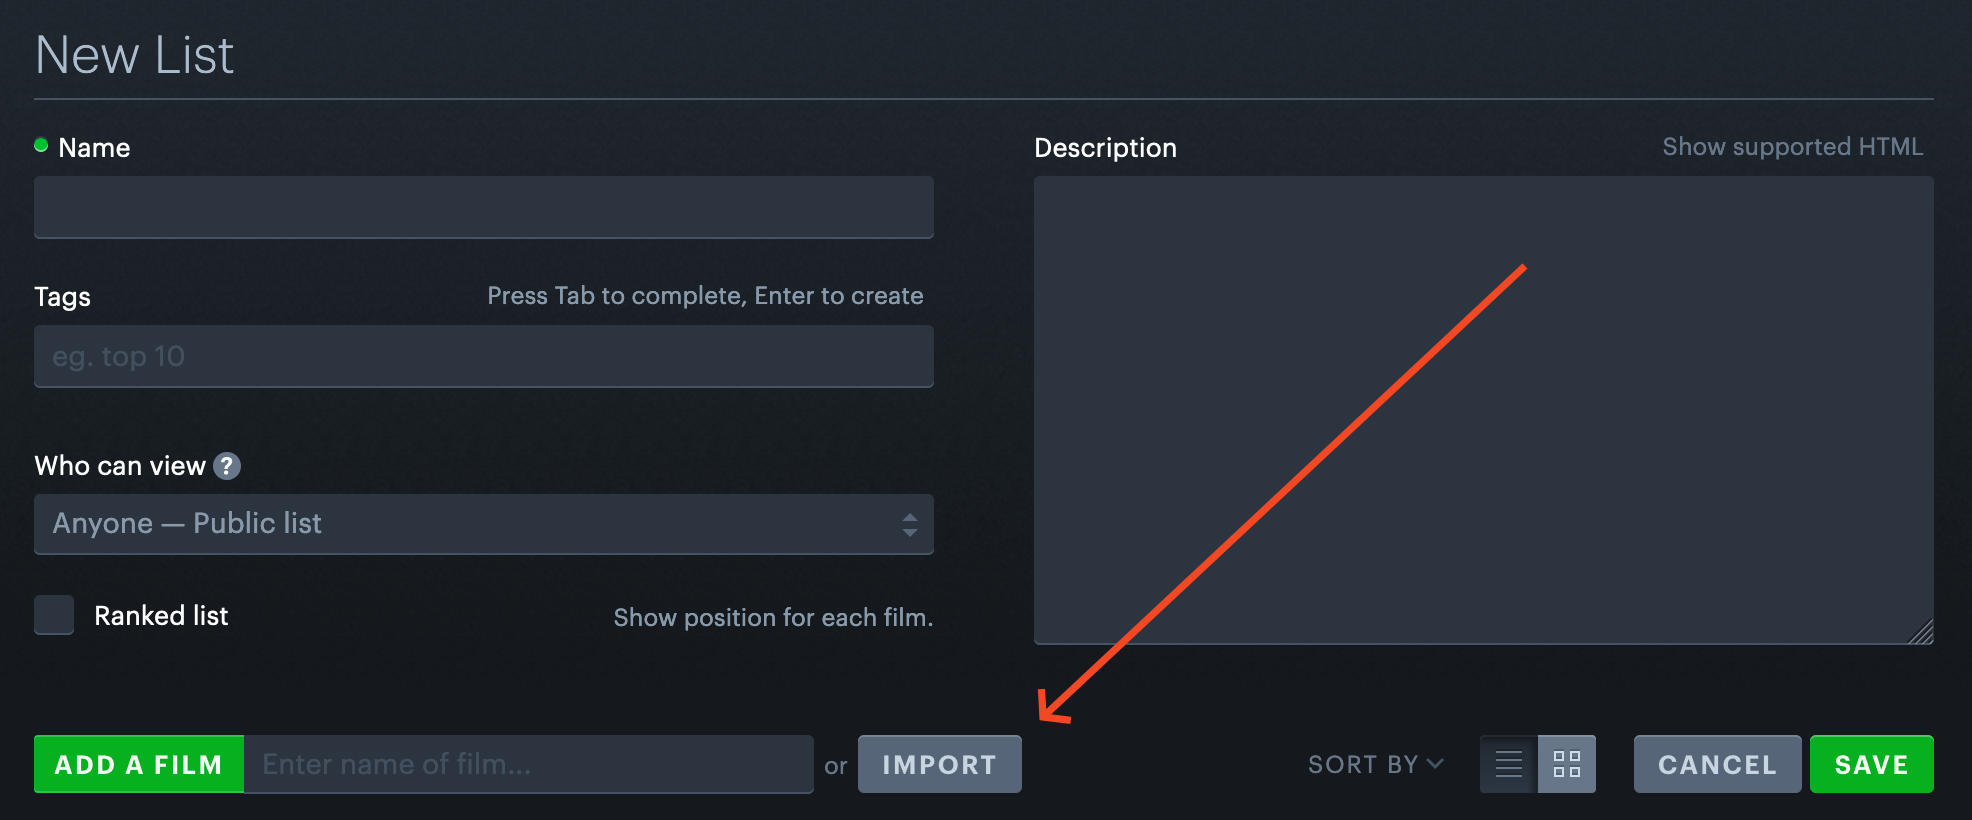 New List
Name
Description
Show supported HTML
Tags
Press Tab to complete, Enter to create
eg. top 10
Who can view ?
Anyone — Public list
Ranked list
Show position for each film.
ADD A FILM
Enter name of film...
or
IMPORT
SORT BY
CANCEL
SAVE